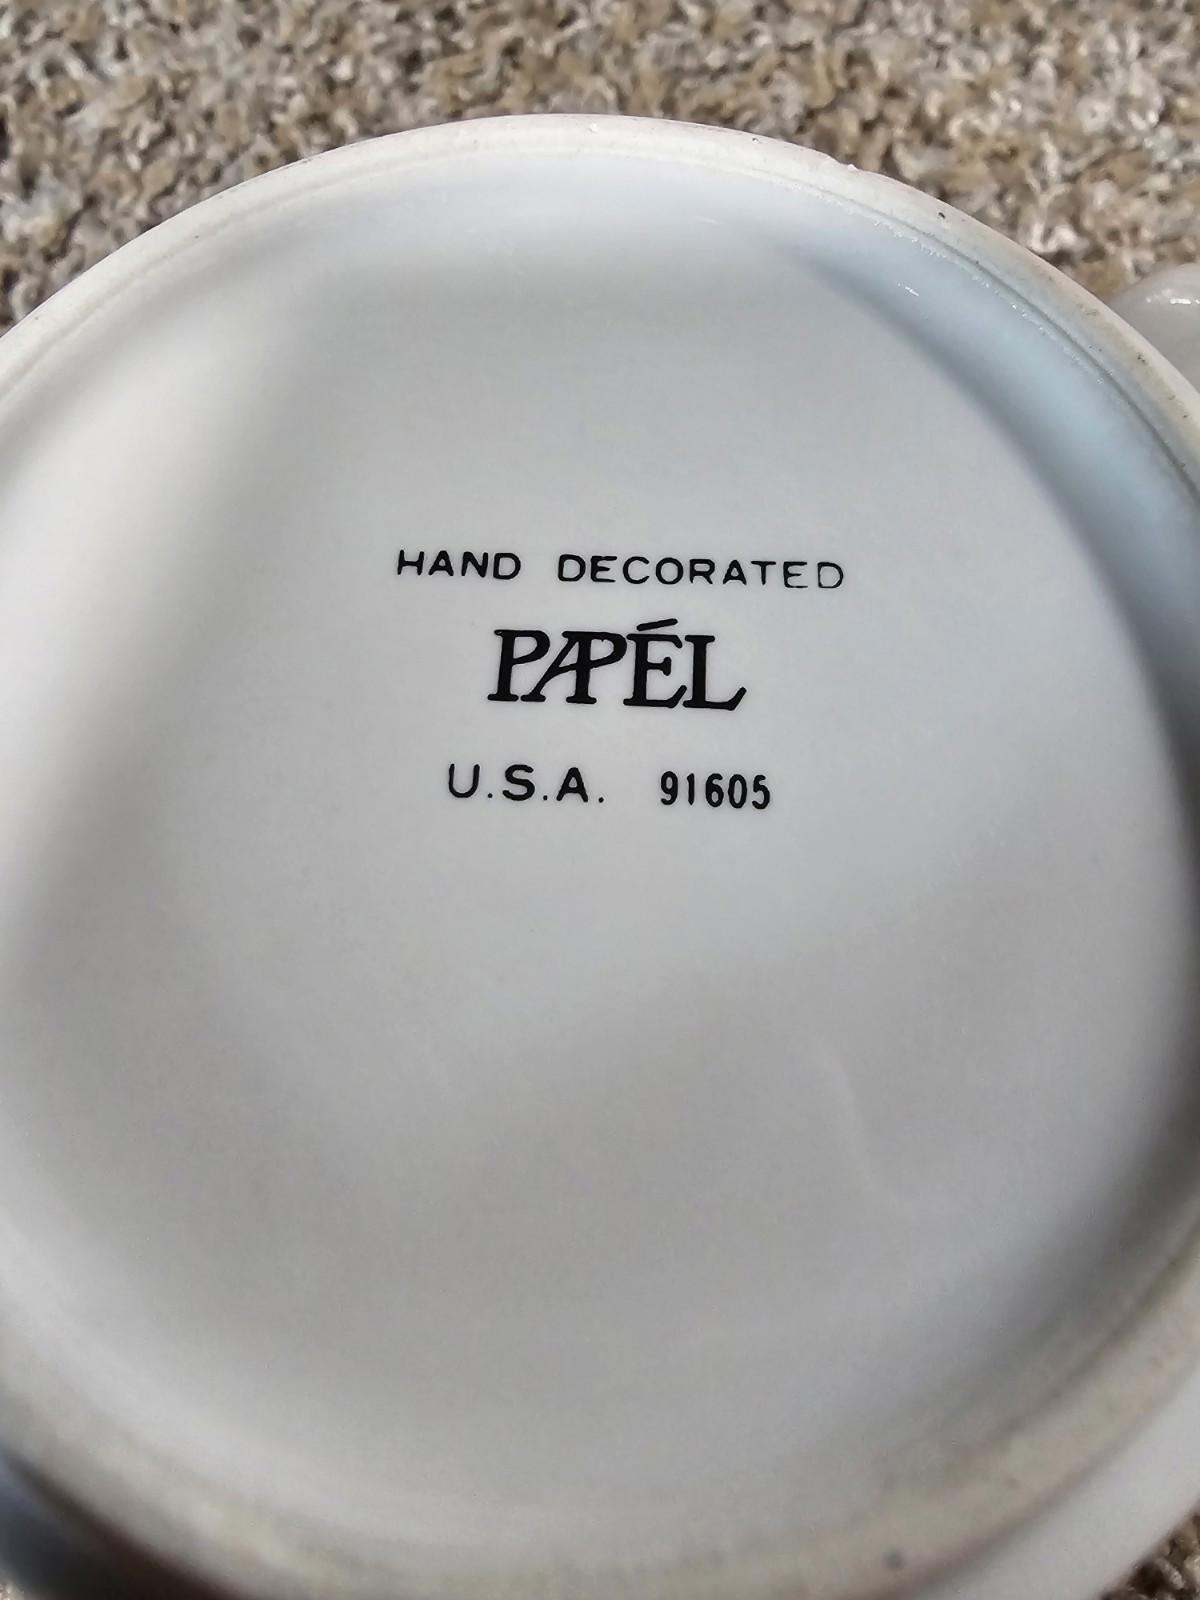 HAND DECORATED
PAPÉL
U.S.A. 91605